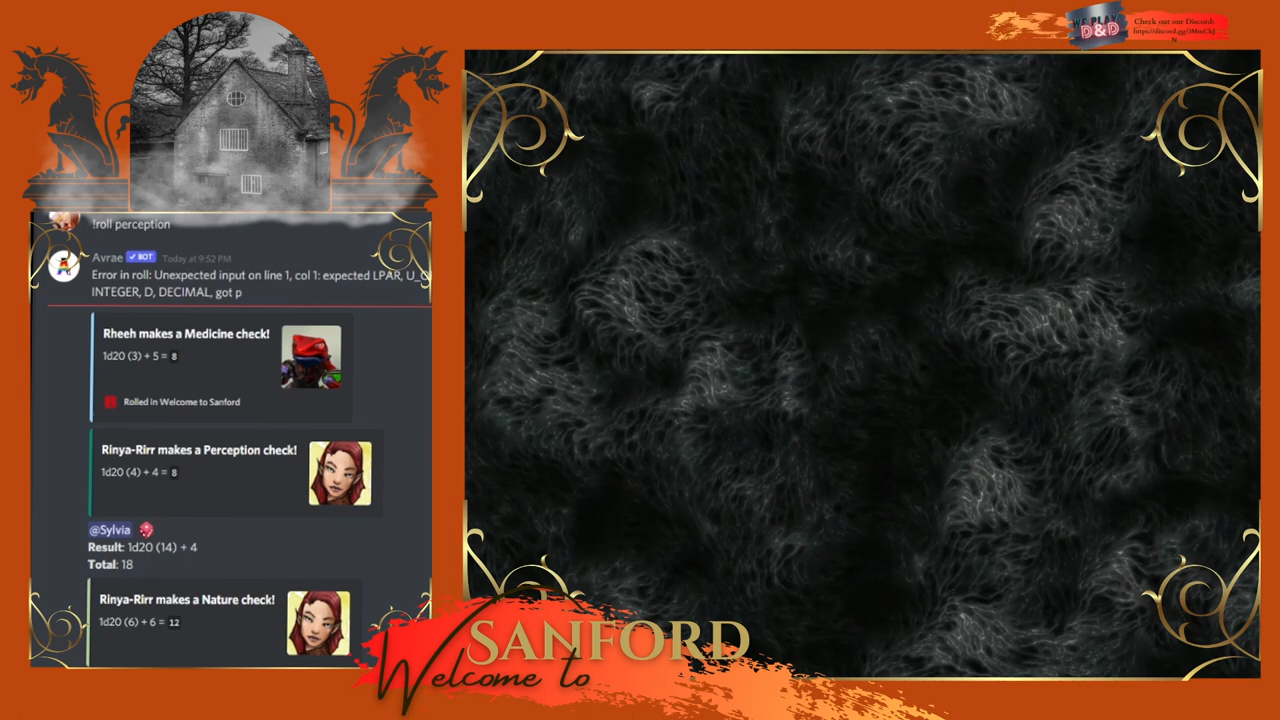 WE PLAY
D&D
Check out our Discord:
!roll perception
Avrae BOT Today at 9:52 PM
Error in roll: Unexpected input on line 1, col 1: expected LPAR,
INTEGER, D, DECIMAL, got p
Rheeh makes a Medicine check!
1d20 (3) + 5 = 8
Rolled in Welcome to Sanford
Rinya-Rirr makes a Perception check!
1d20 (4) + 4 = 8
@Sylvia
Result: 1d20 (14) + 4
Total: 18
Rinya-Rirr makes a Nature check!
1d20 (6) + 6 = 12
Welcome to
SANFORD